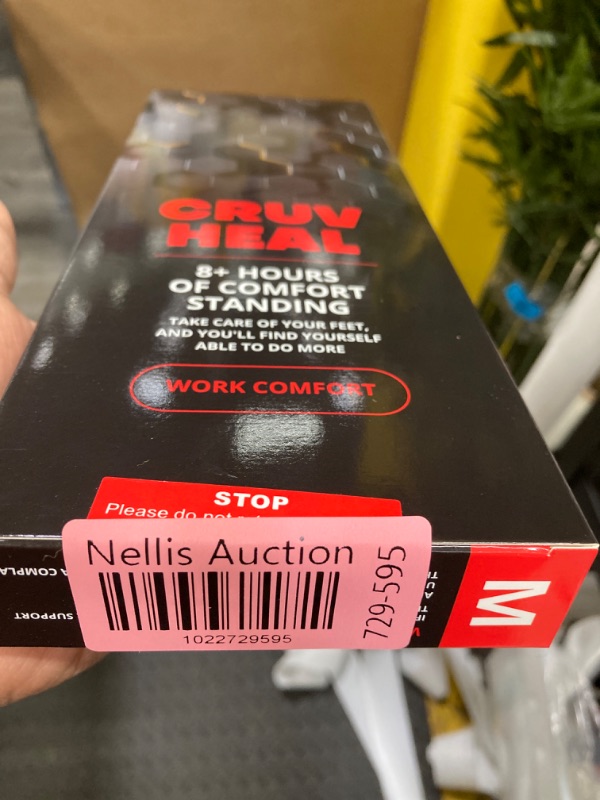 CRUV
HEAL
8+ HOURS
OF COMFORT
STANDING
TAKE CARE OF YOUR FEET,
AND YOU'LL FIND YOURSELF
ABLE TO DO MORE
WORK COMFORT
STOP
Please do not
Nellis Auction
1022729595
729-595
M
SUPPORT